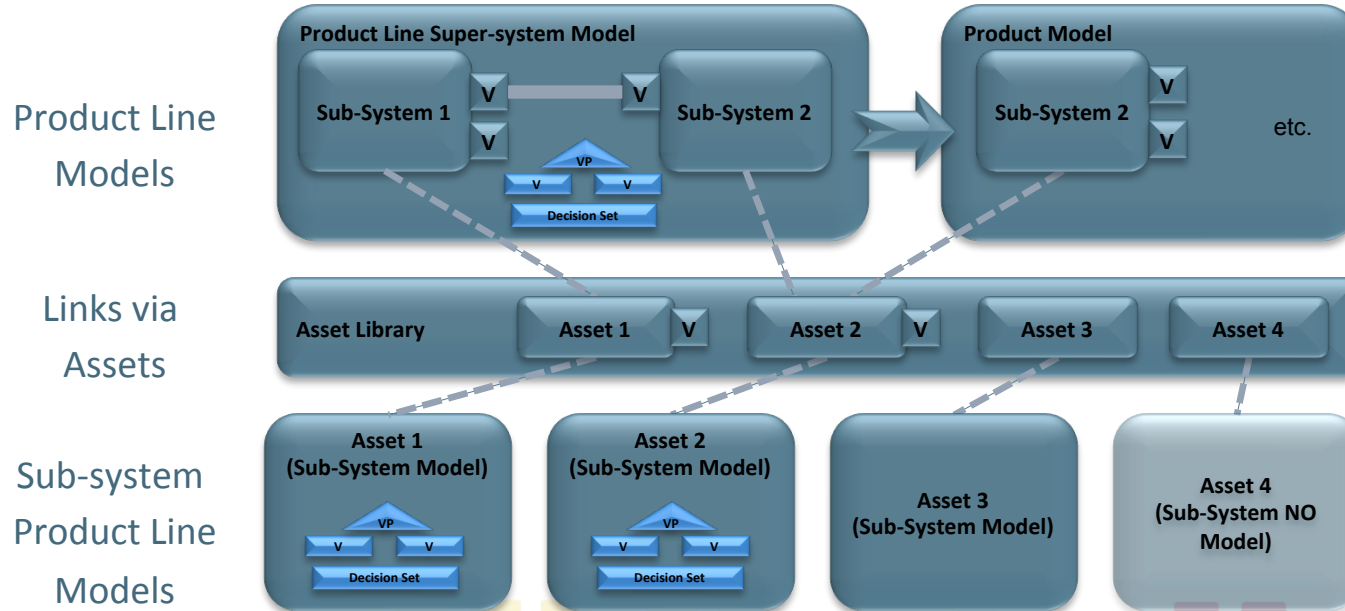 Product Line
Models
Product Line Super-system Model
Sub-System 1
V
V
V
Sub-System 2
VP
V V
Decision Set
Product Model
Sub-System 2
V
V
etc.
Links via
Assets
Asset Library
Asset 1
V
Asset 2
V
Asset 3
Asset 4
Sub-system
Product Line
Models
Asset 1
(Sub-System Model)
VP
V V
Decision Set
Asset 2
(Sub-System Model)
VP
V V
Decision Set
Asset 3
(Sub-System Model)
Asset 4
(Sub-System NO
Model)